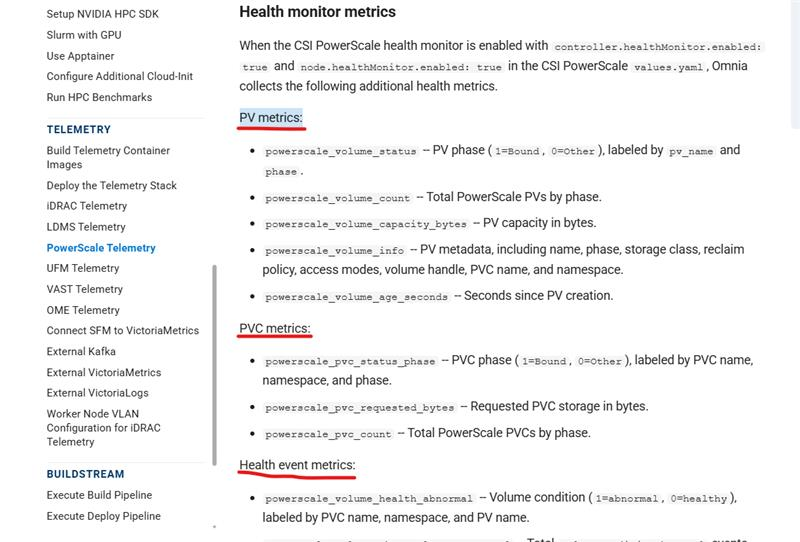 Setup NVIDIA HPC SDK
Slurm with GPU
Use Apptainer
Configure Additional Cloud-Init
Run HPC Benchmarks
TELEMETRY
Build Telemetry Container
Images
Deploy the Telemetry Stack
iDRAC Telemetry
LDMS Telemetry
PowerScale Telemetry
UFM Telemetry
VAST Telemetry
OME Telemetry
Connect SFM to VictoriaMetrics
External Kafka
External VictoriaMetrics
External VictoriaLogs
Worker Node VLAN
Configuration for iDRAC
Telemetry
BUILDSTREAM
Execute Build Pipeline
Execute Deploy Pipeline
Health monitor metrics
When the CSI PowerScale health monitor is enabled with controller.healthMonitor.enabled:
true and node.healthMonitor.enabled: true in the CSI PowerScale values.yaml, Omnia
collects the following additional health metrics.
PV metrics:
• powerscale_volume_status -- PV phase (1=Bound, 0=Other), labeled by pv_name and
phase.
• powerscale_volume_count -- Total PowerScale PVs by phase.
• powerscale_volume_capacity_bytes -- PV capacity in bytes.
• powerscale_volume_info -- PV metadata, including name, phase, storage class, reclaim
policy, access modes, volume handle, PVC name, and namespace.
• powerscale_volume_age_seconds -- Seconds since PV creation.
PVC metrics:
• powerscale_pvc_status_phase -- PVC phase (1=Bound, 0=Other), labeled by PVC name,
namespace, and phase.
• powerscale_pvc_requested_bytes -- Requested PVC storage in bytes.
• powerscale_pvc_count -- Total PowerScale PVCs by phase.
Health event metrics:
• powerscale_volume_health_abnormal -- Volume condition (1=abnormal, 0=healthy),
labeled by PVC name, namespace, and PV name.